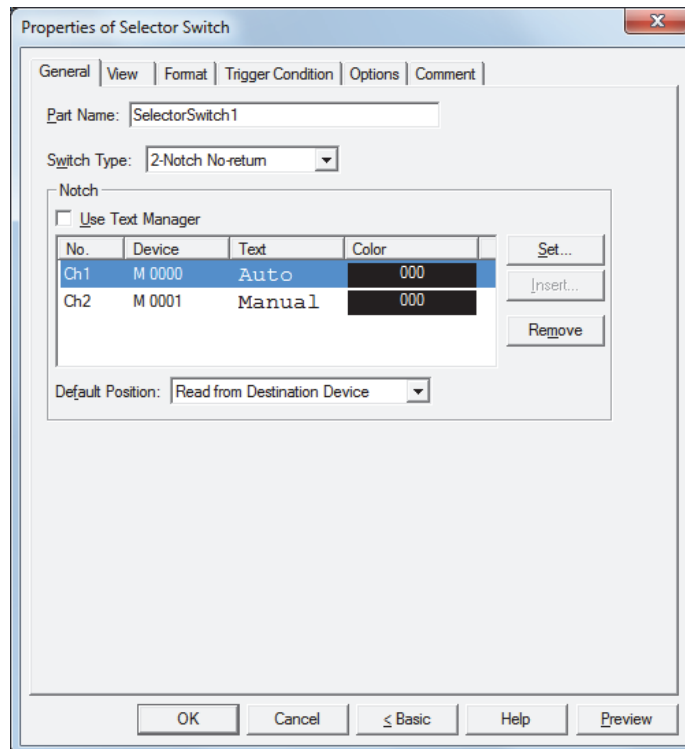 Properties of Selector Switch
General View Format Trigger Condition Options Comment
Part Name: SelectorSwitch1
Switch Type: 2-Notch No-return
Notch
Use Text Manager
No. Device Text Color
Ch1 M 0000 Auto 000
Ch2 M 0001 Manual 000
Set...
Insert...
Remove
Default Position: Read from Destination Device
OK Cancel < Basic Help Preview